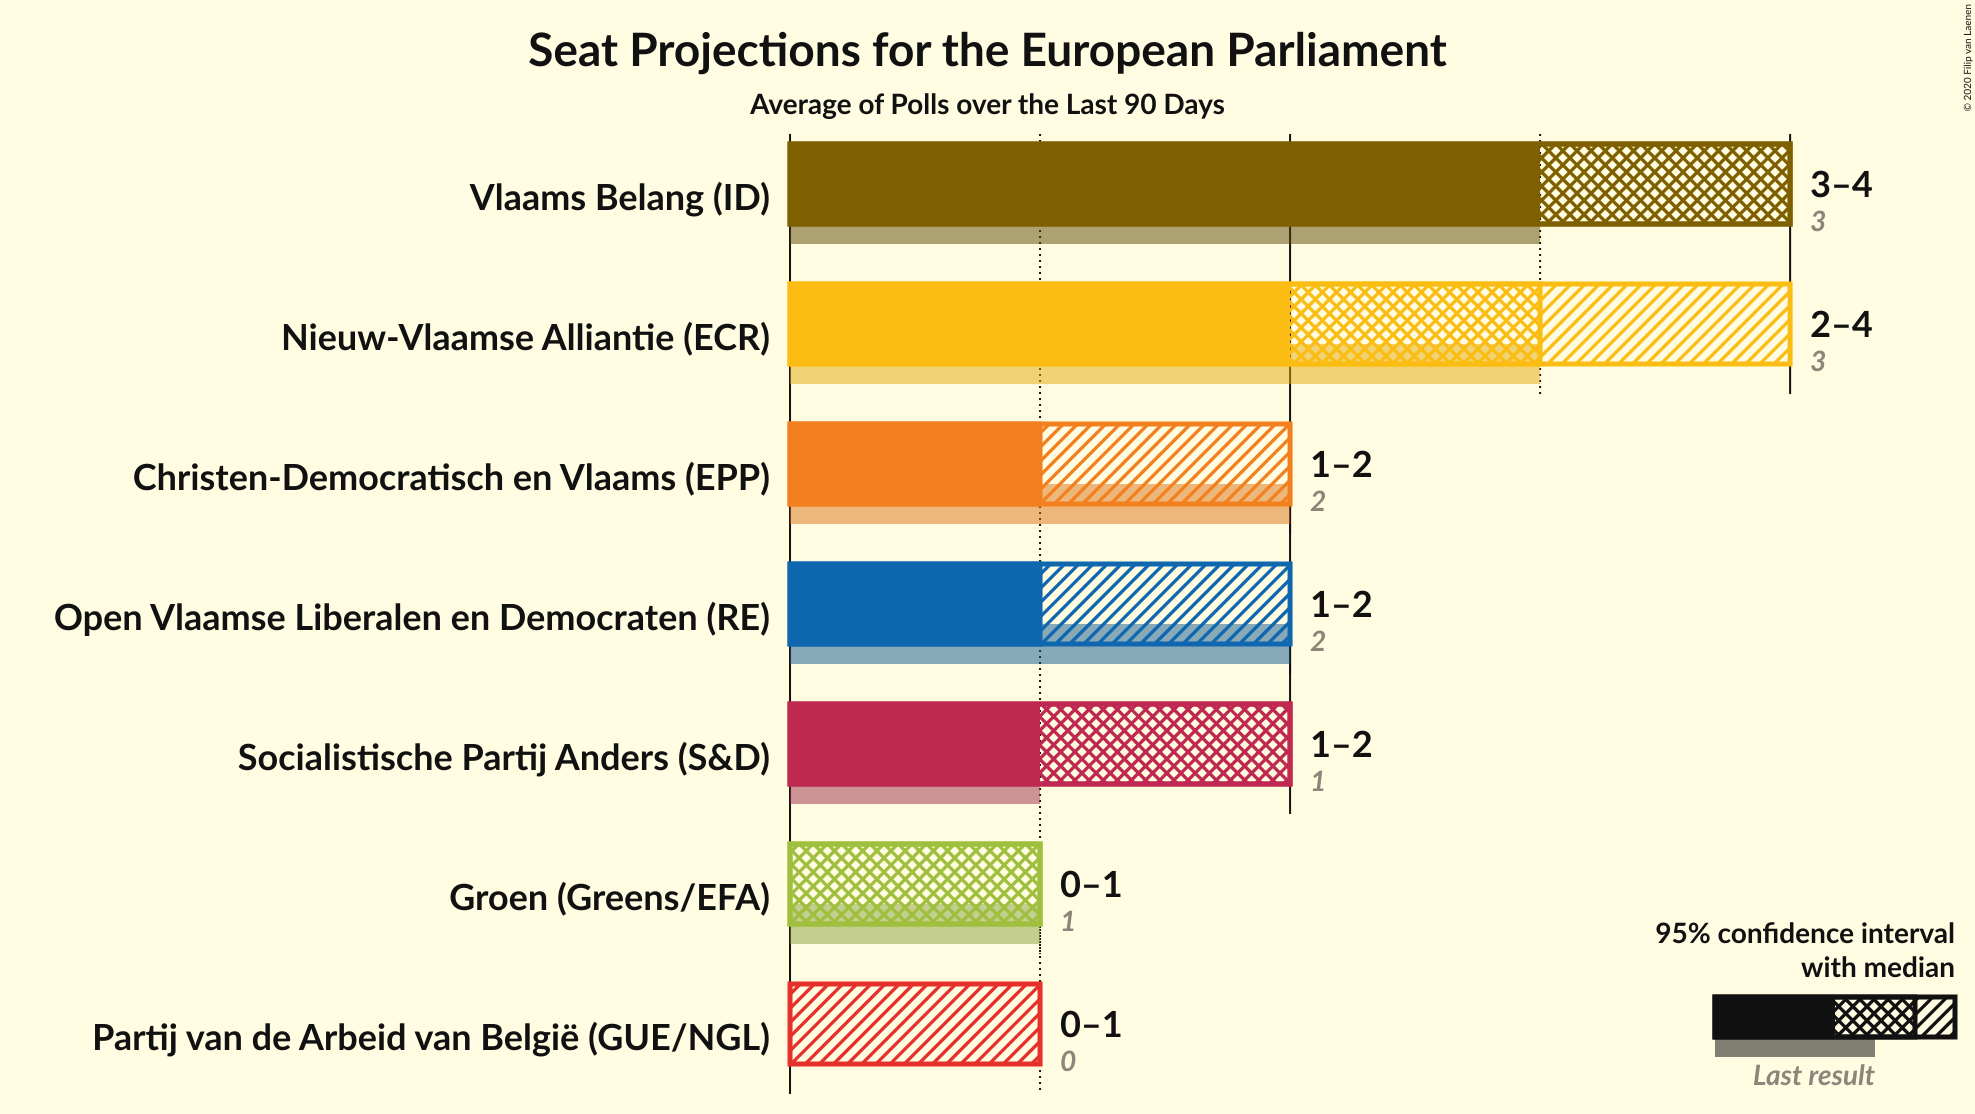 Seat Projections for the European Parliament
Average of Polls over the Last 90 Days
© 2020 Filip van Laenen
Vlaams Belang (ID)
3–4
3
Nieuw-Vlaamse Alliantie (ECR)
2–4
3
Christen-Democratisch en Vlaams (EPP)
1–2
2
Open Vlaamse Liberalen en Democraten (RE)
1–2
2
Socialistische Partij Anders (S&D)
1–2
1
Groen (Greens/EFA)
0–1
1
Partij van de Arbeid van België (GUE/NGL)
0–1
0
95% confidence interval
with median
Last result